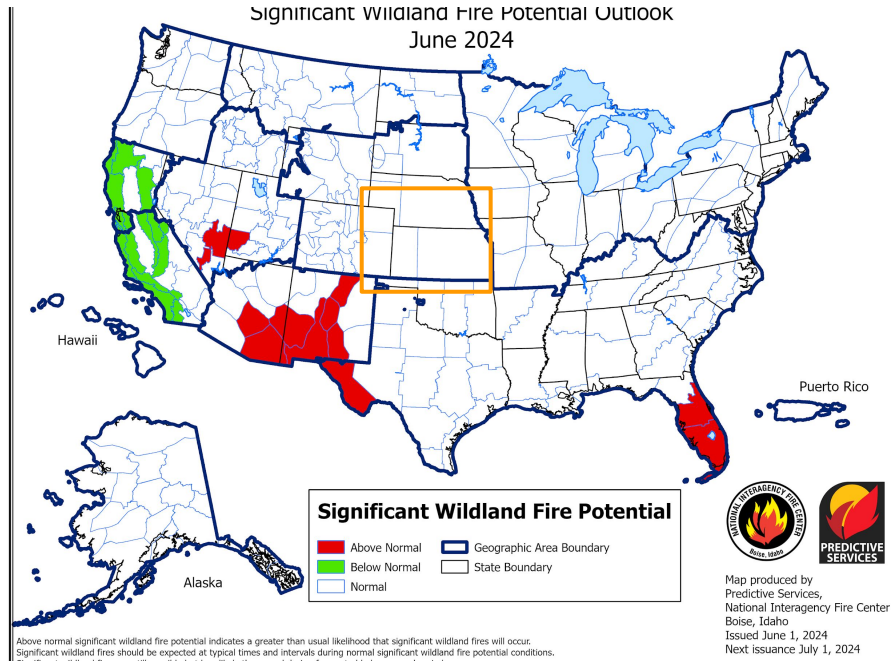 Significant Wildland Fire Potential Outlook
June 2024
Hawaii
Puerto Rico
Alaska
Significant Wildland Fire Potential
Above Normal
Geographic Area Boundary
Below Normal
State Boundary
Normal
NATIONAL INTERAGENCY FIRE CENTER
Boise, Idaho
PREDICTIVE
SERVICES
Map produced by
Predictive Services,
National Interagency Fire Center
Boise, Idaho
Issued June 1, 2024
Next issuance July 1, 2024
Above normal significant wildland fire potential indicates a greater than usual likelihood that significant wildland fires will occur.
Significant wildland fires should be expected at typical times and intervals during normal significant wildland fire potential conditions.